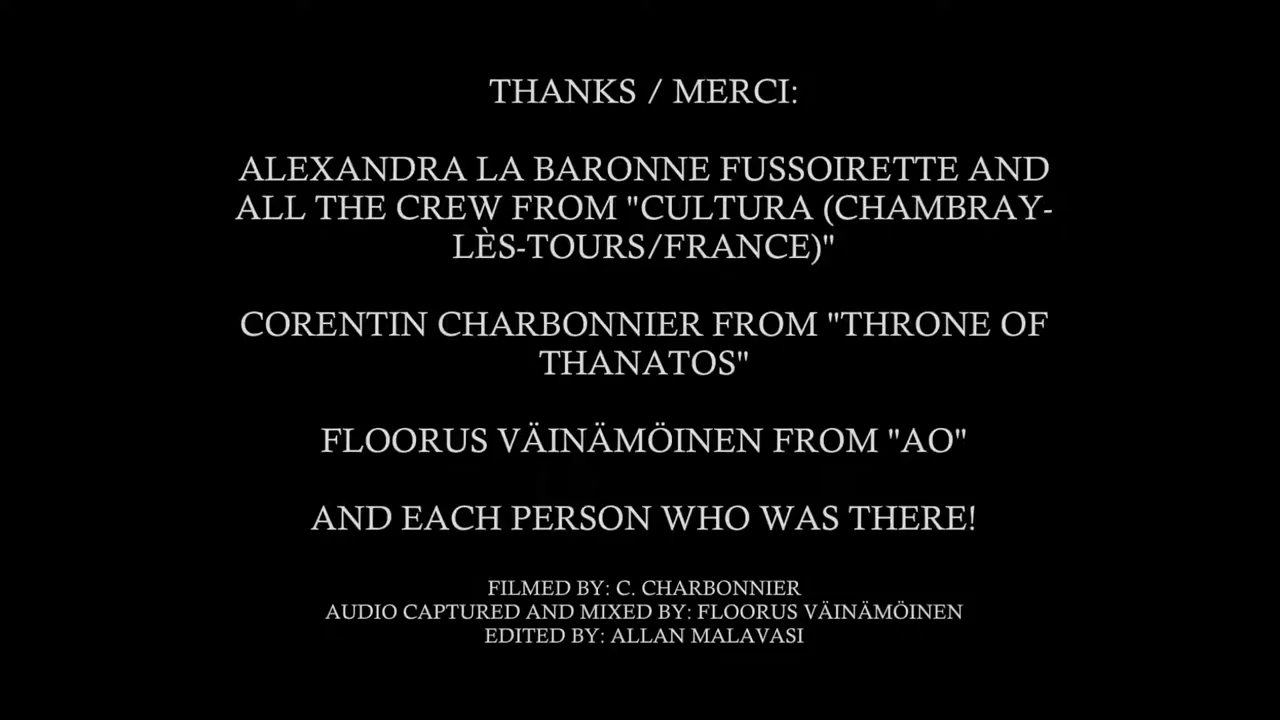 THANKS / MERCI:
ALEXANDRA LA BARONNE FUSSOIRETTE AND
ALL THE CREW FROM "CULTURA (CHAMBRAY-
LÈS-TOURS/FRANCE)"
CORENTIN CHARBONNIER FROM "THRONE OF
THANATOS"
FLOORUS VÄINÄMÖINEN FROM "AO"
AND EACH PERSON WHO WAS THERE!
FILMED BY: C. CHARBONNIER
AUDIO CAPTURED AND MIXED BY: FLOORUS VÄINÄMÖINEN
EDITED BY: ALLAN MALAVASI